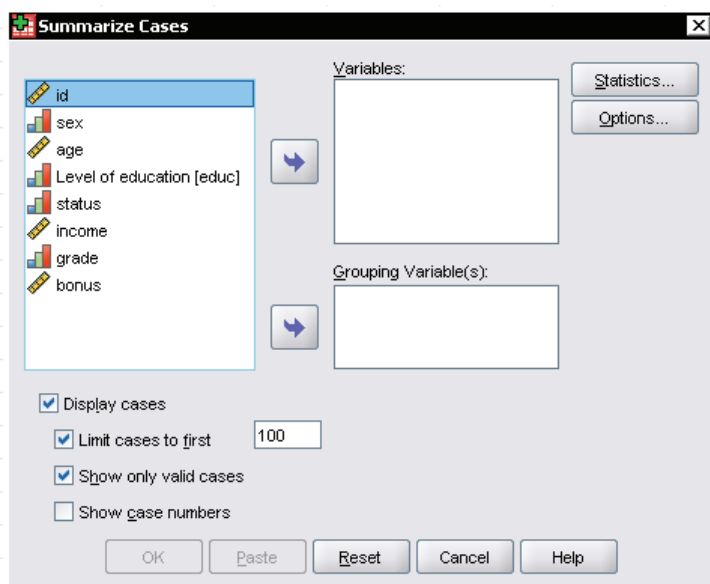 Summarize Cases
id
sex
age
Level of education [educ]
status
income
grade
bonus
Variables:
Statistics...
Options...
Grouping Variable(s):
Display cases
Limit cases to first 100
Show only valid cases
Show case numbers
OK Paste Reset Cancel Help